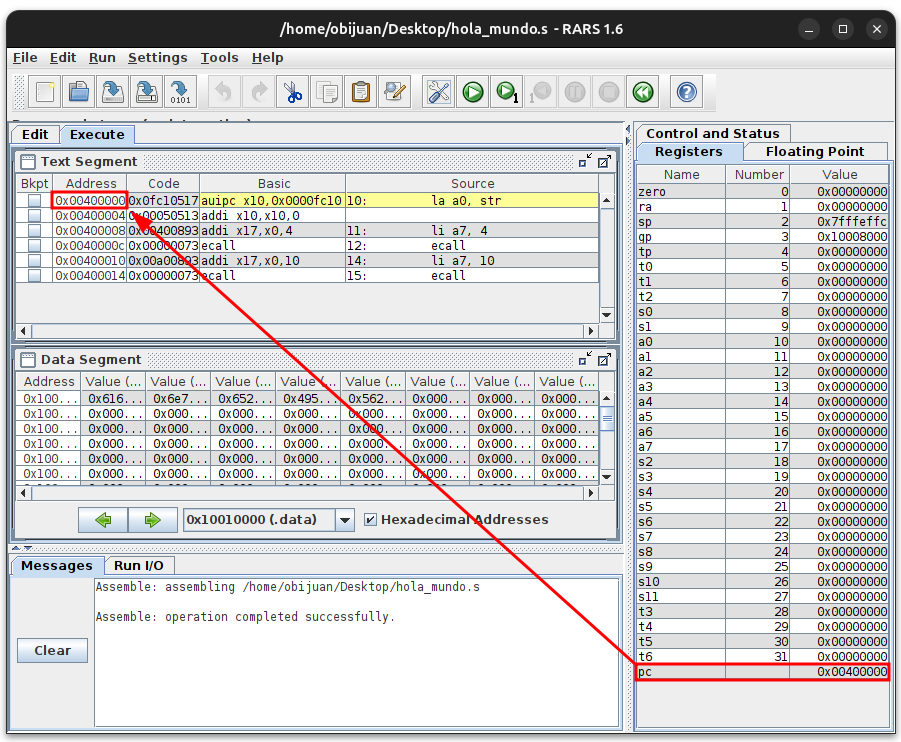 /home/obijuan/Desktop/hola_mundo.s - RARS 1.6
File Edit Run Settings Tools Help
Edit Execute
Text Segment
Bkpt Address Code Basic Source
0x00400000 0x0fc10517 auipc x10,0x0000fc10 10: la a0, str
0x00400004 0x00050513 addi x10,x10,0
0x00400008 0x00400893 addi x17,x0,4 11: li a7, 4
0x0040000c 0x00000073 ecall 12: ecall
0x00400010 0x00a00893 addi x17,x0,10 14: li a7, 10
0x00400014 0x00000073 ecall 15: ecall
Data Segment
Address Value (... Value (... Value (... Value (... Value (... Value (... Value (... Value (...
0x100... 0x616... 0x6e7... 0x652... 0x495... 0x562... 0x000... 0x000... 0x000...
0x100... 0x000... 0x000... 0x000... 0x000... 0x000... 0x000... 0x000... 0x000...
0x100... 0x000... 0x000... 0x000... 0x000... 0x000... 0x000... 0x000... 0x000...
0x100... 0x000... 0x000... 0x000... 0x000... 0x000... 0x000... 0x000... 0x000...
0x100... 0x000... 0x000... 0x000... 0x000... 0x000... 0x000... 0x000... 0x000...
0x100... 0x000... 0x000... 0x000... 0x000... 0x000... 0x000... 0x000... 0x000...
0x10010000 (.data) Hexadecimal Addresses
Messages Run I/O
Assemble: assembling /home/obijuan/Desktop/hola_mundo.s
Assemble: operation completed successfully.
Clear
Control and Status
Registers Floating Point
Name Number Value
zero 0 0x00000000
ra 1 0x00000000
sp 2 0x7fffeffc
gp 3 0x10008000
tp 4 0x00000000
t0 5 0x00000000
t1 6 0x00000000
t2 7 0x00000000
s0 8 0x00000000
s1 9 0x00000000
a0 10 0x00000000
a1 11 0x00000000
a2 12 0x00000000
a3 13 0x00000000
a4 14 0x00000000
a5 15 0x00000000
a6 16 0x00000000
a7 17 0x00000000
s2 18 0x00000000
s3 19 0x00000000
s4 20 0x00000000
s5 21 0x00000000
s6 22 0x00000000
s7 23 0x00000000
s8 24 0x00000000
s9 25 0x00000000
s10 26 0x00000000
s11 27 0x00000000
t3 28 0x00000000
t4 29 0x00000000
t5 30 0x00000000
t6 31 0x00000000
pc 0x00400000